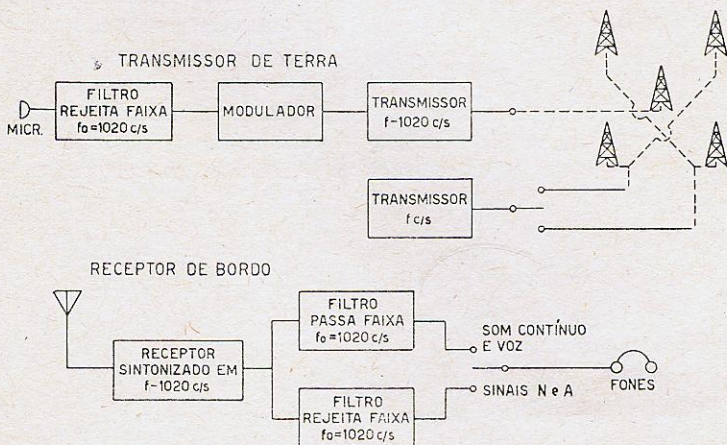 TRANSMISSOR DE TERRA
MICR.
FILTRO
REJEITA FAIXA
fo=1020 c/s
MODULADOR
TRANSMISSOR
f-1020 c/s
TRANSMISSOR
f c/s
RECEPTOR DE BORDO
RECEPTOR
SINTONIZADO EM
f-1020 c/s
FILTRO
PASSA FAIXA
fo=1020 c/s
FILTRO
REJEITA FAIXA
fo=1020 c/s
SOM CONTÍNUO
E VOZ
SINAIS N e A
FONES